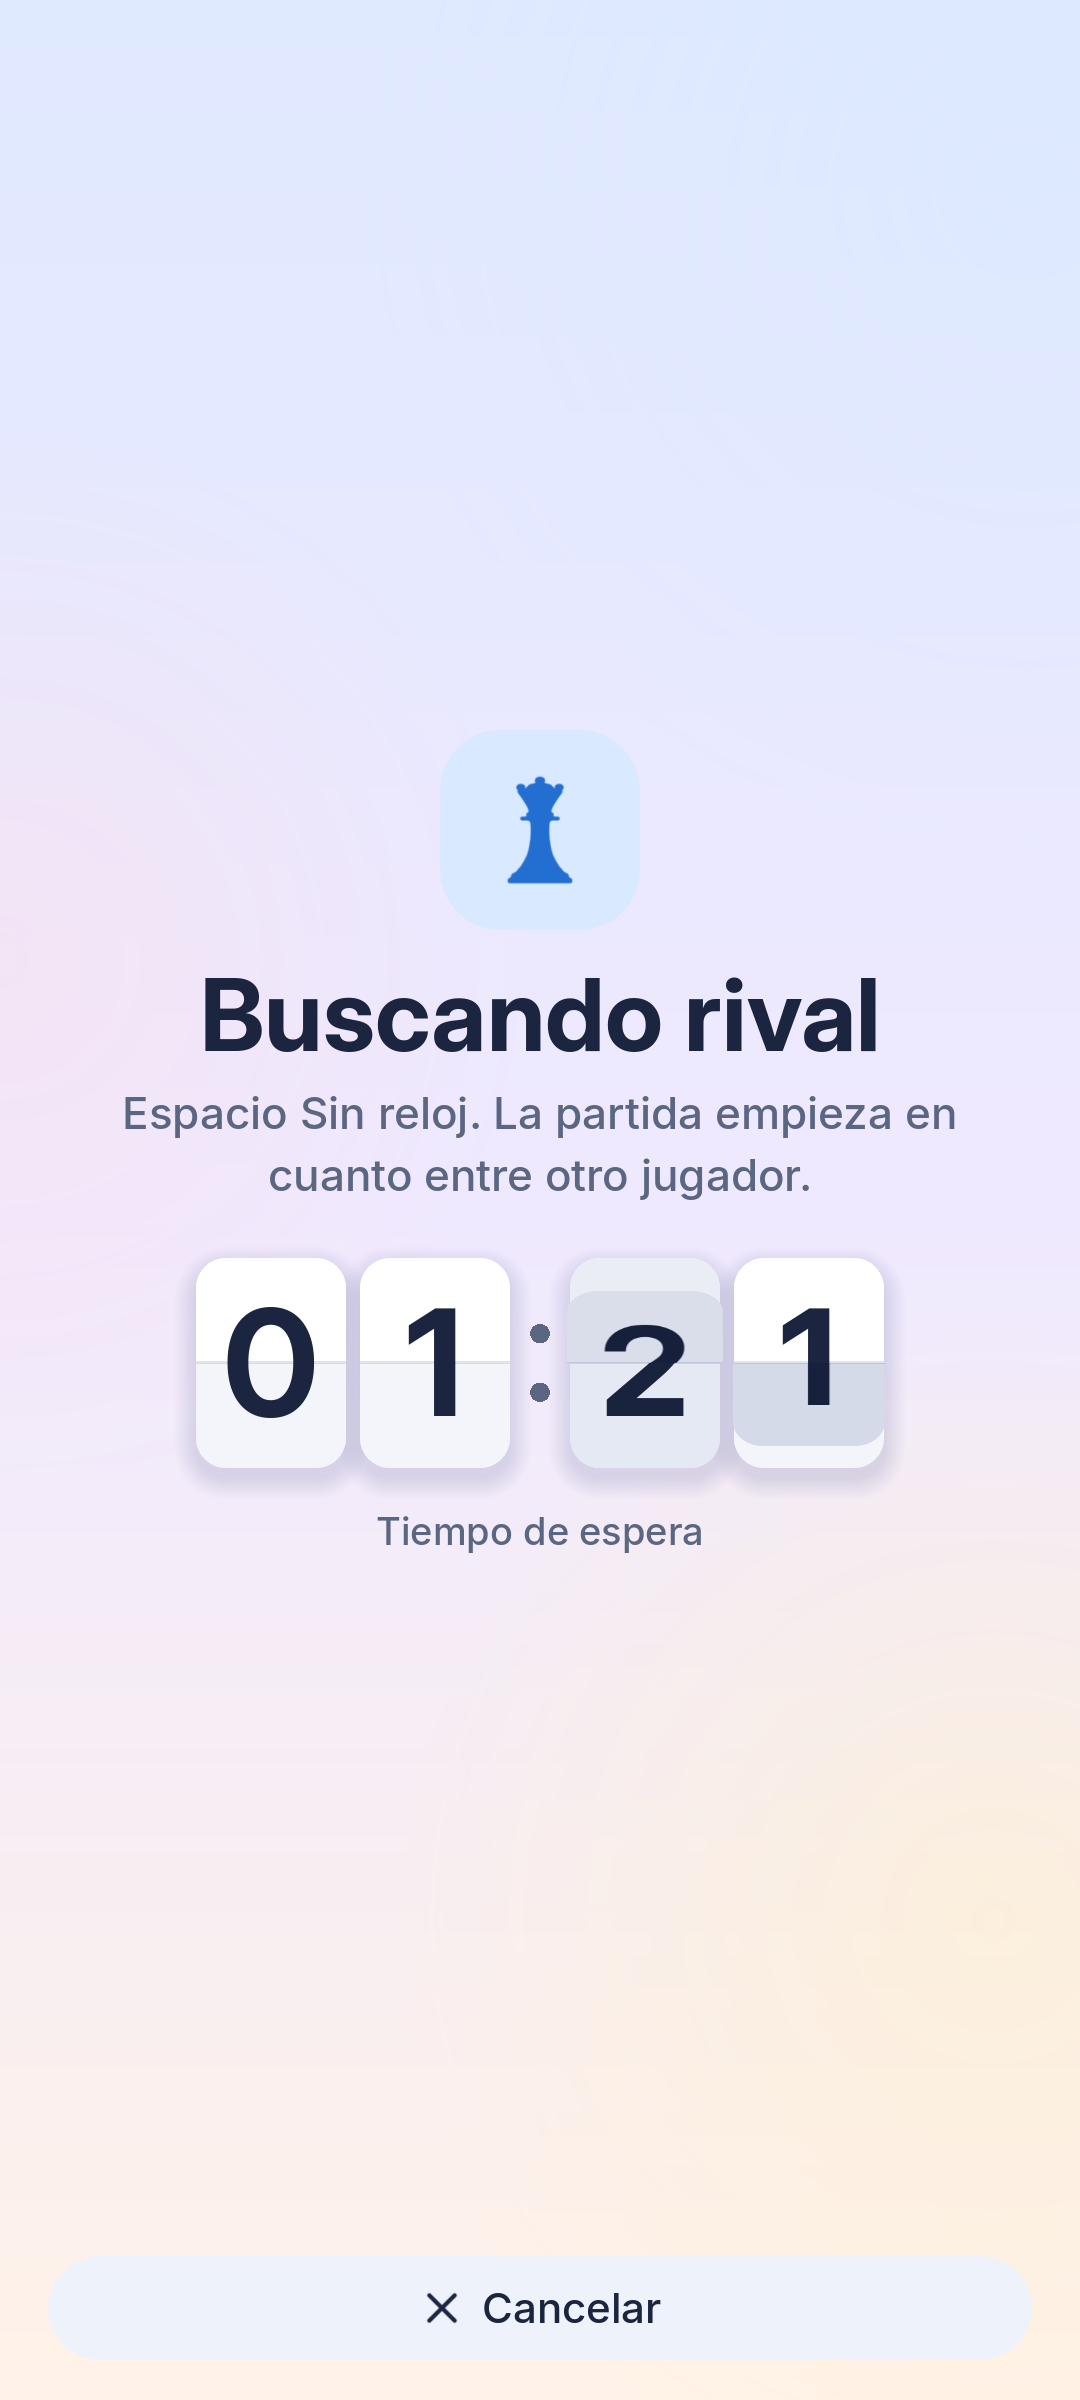 Buscando rival
Espacio Sin reloj. La partida empieza en
cuanto entre otro jugador.
01:21
Tiempo de espera
Cancelar